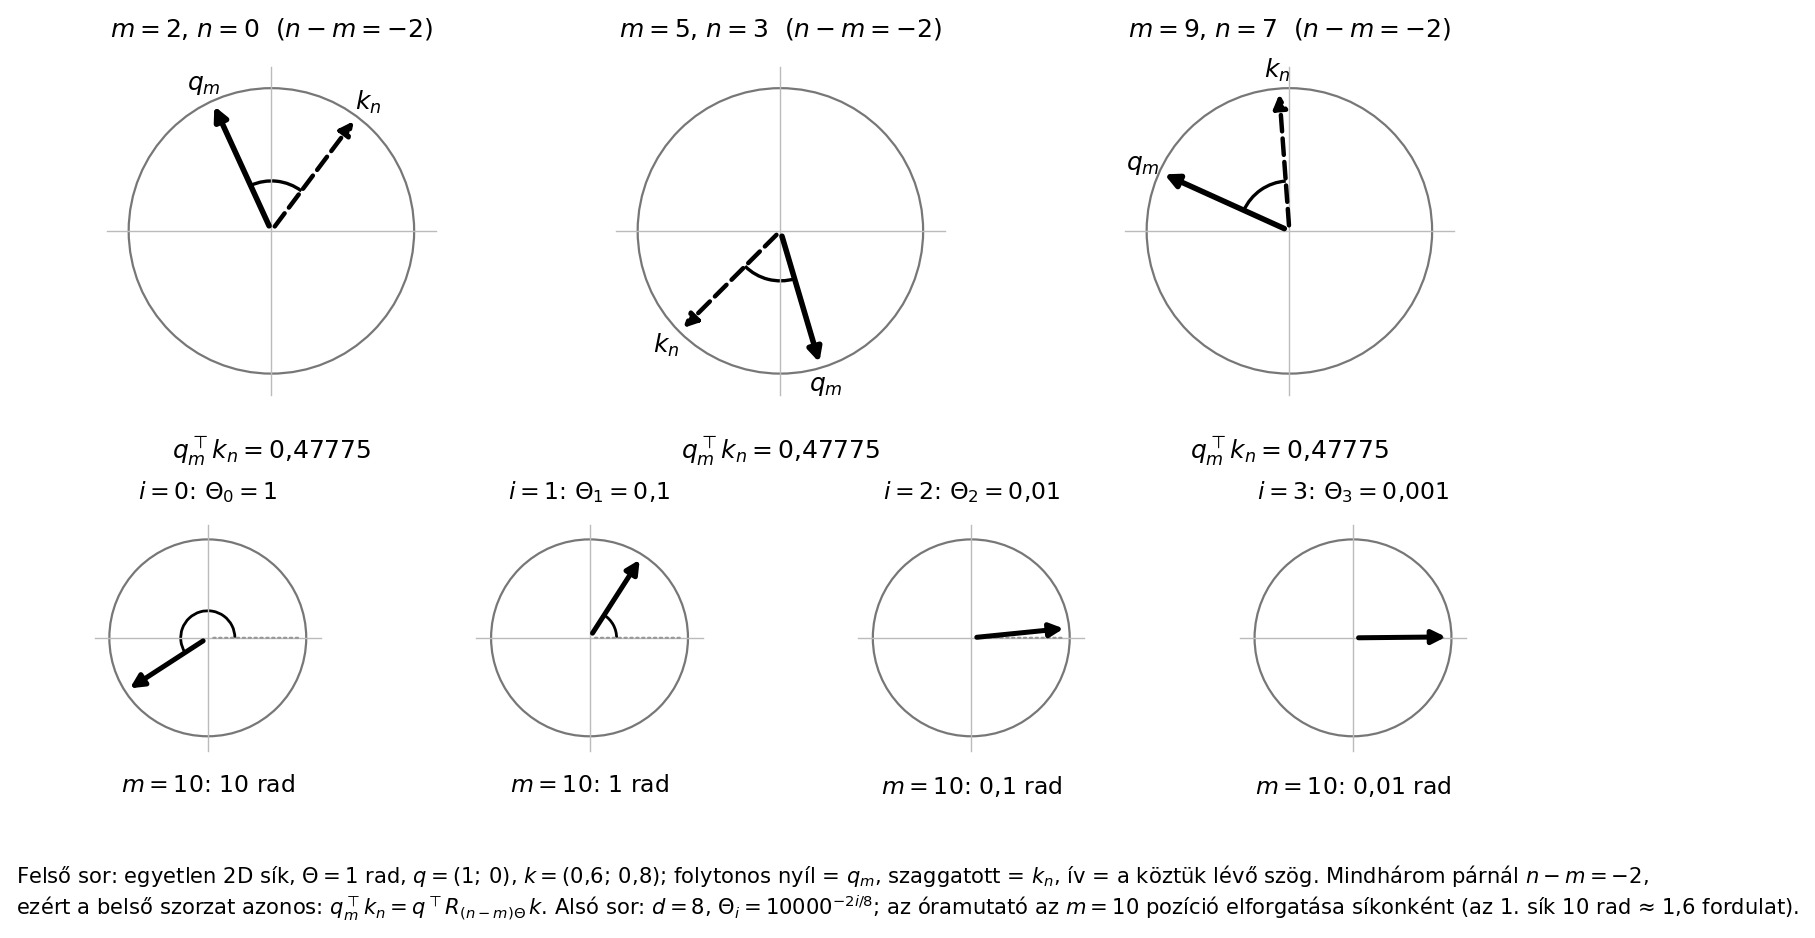 m = 2, n = 0 (n − m = −2)
m = 5, n = 3 (n − m = −2)
m = 9, n = 7 (n − m = −2)
q_m
k_n
k_n
q_m
k_n
q_m
q_m^⊤ k_n = 0,47775
q_m^⊤ k_n = 0,47775
q_m^⊤ k_n = 0,47775
i = 0: Θ_0 = 1
i = 1: Θ_1 = 0,1
i = 2: Θ_2 = 0,01
i = 3: Θ_3 = 0,001
m = 10: 10 rad
m = 10: 1 rad
m = 10: 0,1 rad
m = 10: 0,01 rad
Felső sor: egyetlen 2D sík, Θ = 1 rad, q = (1; 0), k = (0,6; 0,8); folytonos nyíl = q_m, szaggatott = k_n, ív = a köztük lévő szög. Mindhárom párnál n − m = −2,
ezért a belső szorzat azonos: q_m^⊤ k_n = q^⊤ R_{(n−m)Θ} k. Alsó sor: d = 8, Θ_i = 10000^{−2i/8}; az óramutató az m = 10 pozíció elforgatása síkonként (az 1. sík 10 rad ≈ 1,6 fordulat).